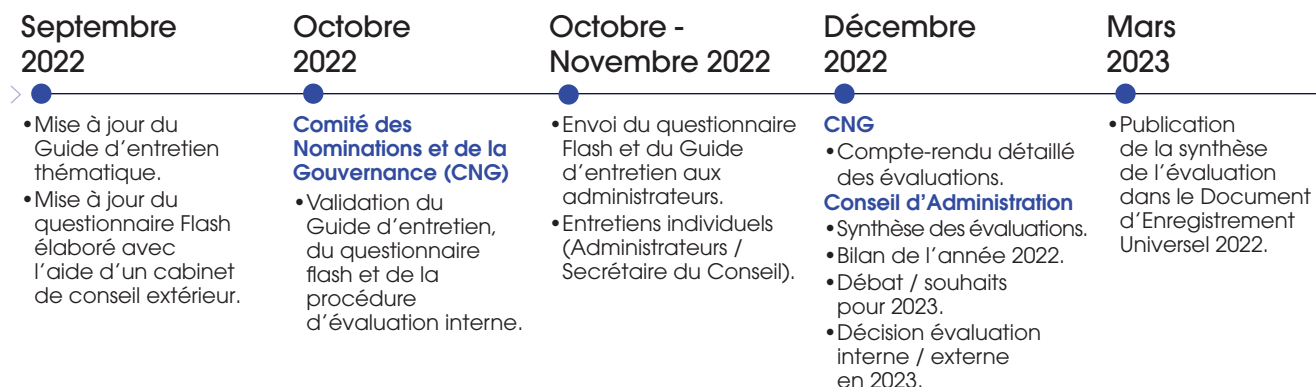 Septembre
2022
•Mise à jour du
Guide d’entretien
thématique.
•Mise à jour du
questionnaire Flash
élaboré avec
l’aide d’un cabinet
de conseil extérieur.
Octobre
2022
Comité des
Nominations et de la
Gouvernance (CNG)
•Validation du
Guide d’entretien,
du questionnaire
flash et de la
procédure
d’évaluation interne.
Octobre -
Novembre 2022
•Envoi du questionnaire
Flash et du Guide
d’entretien aux
administrateurs.
•Entretiens individuels
(Administrateurs /
Secrétaire du Conseil).
Décembre
2022
CNG
•Compte-rendu détaillé
des évaluations.
Conseil d’Administration
•Synthèse des évaluations.
•Bilan de l’année 2022.
•Débat / souhaits
pour 2023.
•Décision évaluation
interne / externe
en 2023.
Mars
2023
•Publication
de la synthèse
de l’évaluation
dans le Document
d’Enregistrement
Universel 2022.